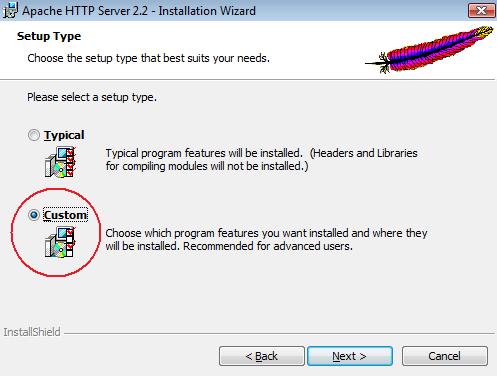 Apache HTTP Server 2.2 - Installation Wizard
Setup Type
Choose the setup type that best suits your needs.
Please select a setup type.
Typical
Typical program features will be installed. (Headers and Libraries
for compiling modules will not be installed.)
Custom
Choose which program features you want installed and where they
will be installed. Recommended for advanced users.
InstallShield
< Back
Next >
Cancel